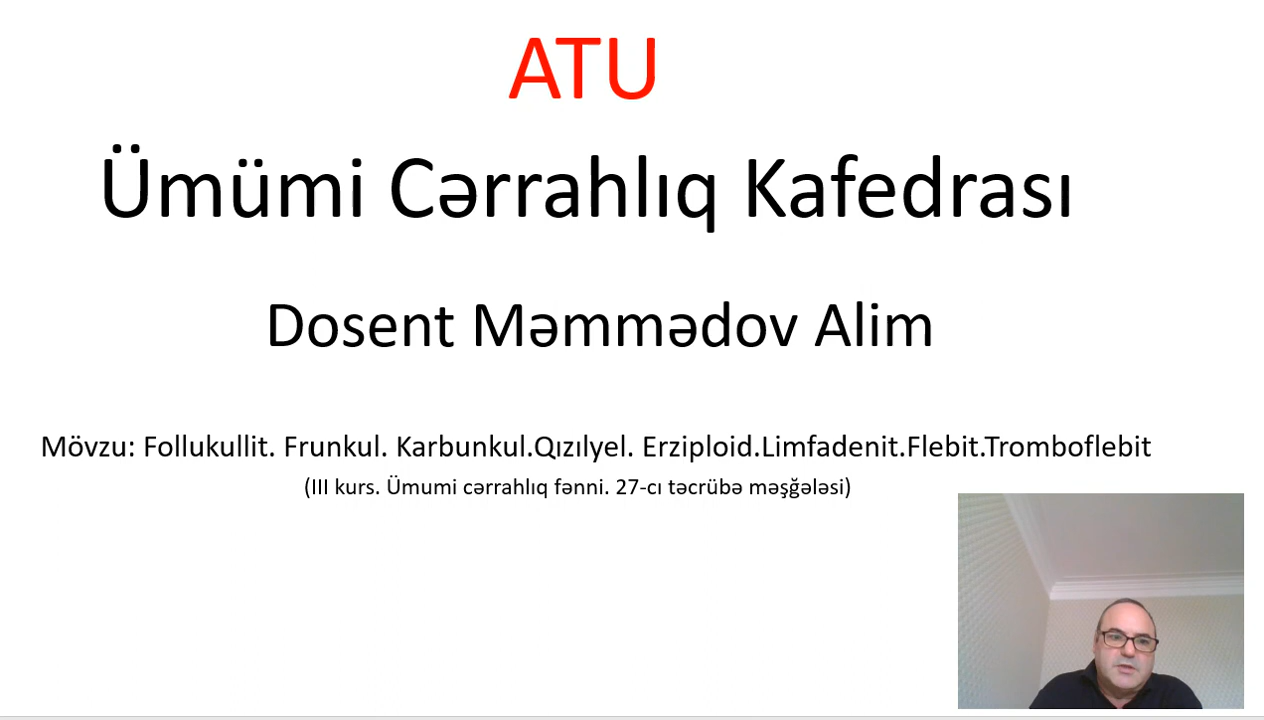 ATU
Ümümi Cərrahlıq Kafedrası
Dosent Məmmədov Alim
Mövzu: Follukullit. Frunkul. Karbunkul.Qızılyel. Erziploid.Limfadenit.Flebit.Tromboflebit
(III kurs. Ümumi cərrahlıq fənni. 27-cı təcrübə məşğələsi)